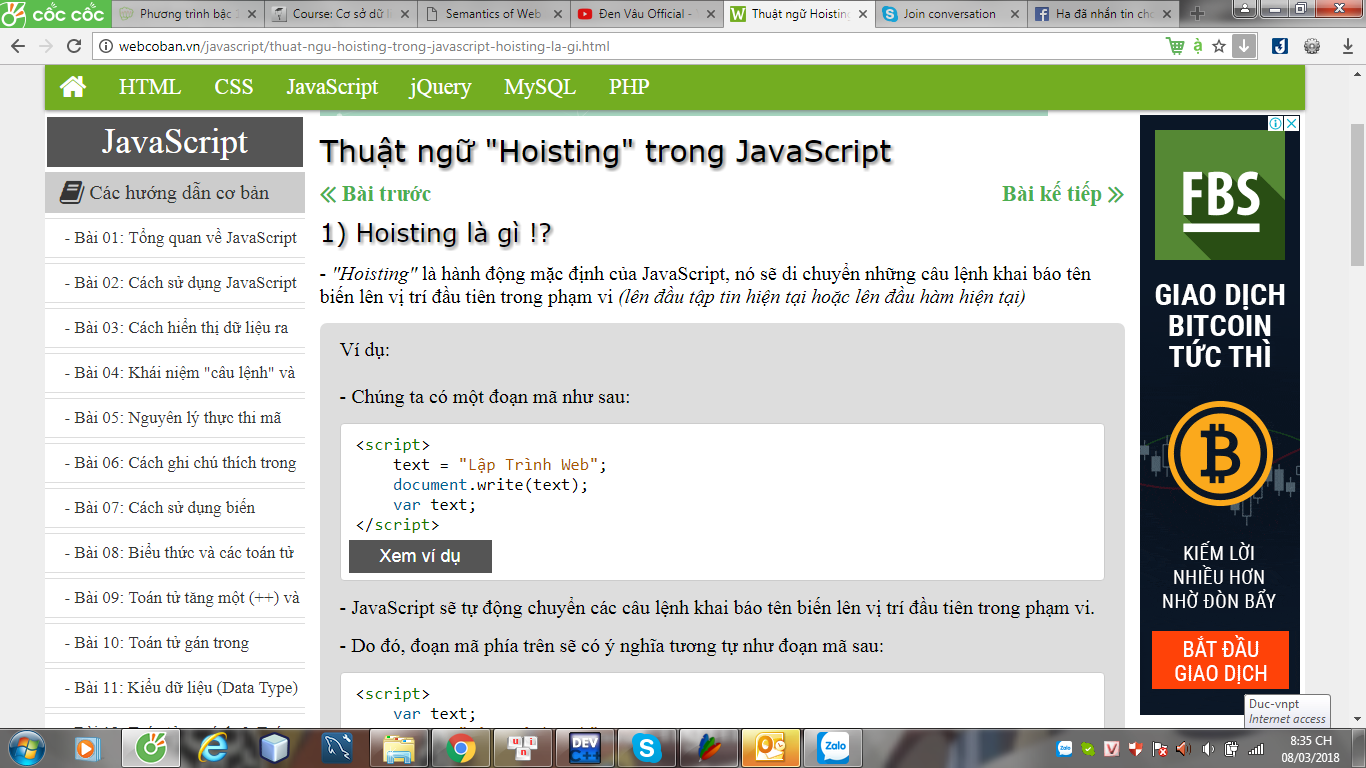 cốc cốc
Phương trình bậc
Course: Cơ sở dữ l
Semantics of Web
Đen Vâu Official -
Thuật ngữ Hoisting
Join conversation
Ha đã nhắn tin cho
webcoban.vn/javascript/thuat-ngu-hoisting-trong-javascript-hoisting-la-gi.html
HTML CSS JavaScript jQuery MySQL PHP
JavaScript
Các hướng dẫn cơ bản
- Bài 01: Tổng quan về JavaScript
- Bài 02: Cách sử dụng JavaScript
- Bài 03: Cách hiển thị dữ liệu ra
- Bài 04: Khái niệm "câu lệnh" và
- Bài 05: Nguyên lý thực thi mã
- Bài 06: Cách ghi chú thích trong
- Bài 07: Cách sử dụng biến
- Bài 08: Biểu thức và các toán tử
- Bài 09: Toán tử tăng một (++) và
- Bài 10: Toán tử gán trong
- Bài 11: Kiểu dữ liệu (Data Type)
Thuật ngữ "Hoisting" trong JavaScript
Bài trước
Bài kế tiếp
1) Hoisting là gì !?
- "Hoisting" là hành động mặc định của JavaScript, nó sẽ di chuyển những câu lệnh khai báo tên
biến lên vị trí đầu tiên trong phạm vi (lên đầu tập tin hiện tại hoặc lên đầu hàm hiện tại)
Ví dụ:
- Chúng ta có một đoạn mã như sau:
<script>
text = "Lập Trình Web";
document.write(text);
var text;
</script>
Xem ví dụ
- JavaScript sẽ tự động chuyển các câu lệnh khai báo tên biến lên vị trí đầu tiên trong phạm vi.
- Do đó, đoạn mã phía trên sẽ có ý nghĩa tương tự như đoạn mã sau:
<script>
var text;
FBS
GIAO DỊCH
BITCOIN
TỨC THÌ
KIẾM LỜI
NHIỀU HƠN
NHỜ ĐÒN BẨY
BẮT ĐẦU
GIAO DỊCH
Duc-vnpt
Internet access
DEV
C++
Zalo
8:35 CH
08/03/2018